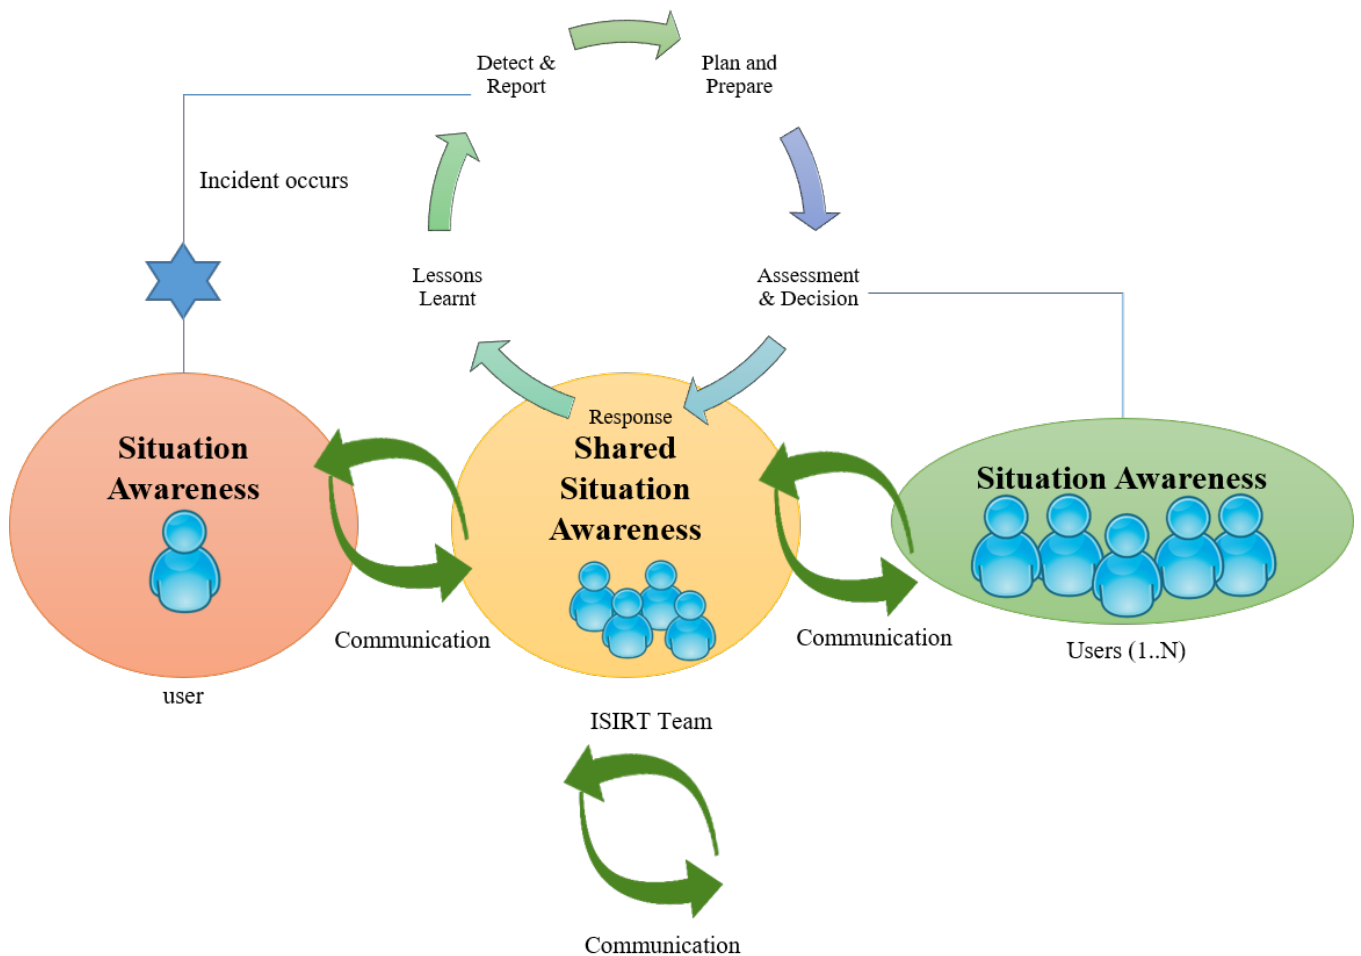 Detect &
Report
Plan and
Prepare
Incident occurs
Lessons
Learnt
Assessment
& Decision
Response
Situation
Awareness
Shared
Situation
Awareness
Situation Awareness
Communication
Communication
Users (1..N)
user
ISIRT Team
Communication